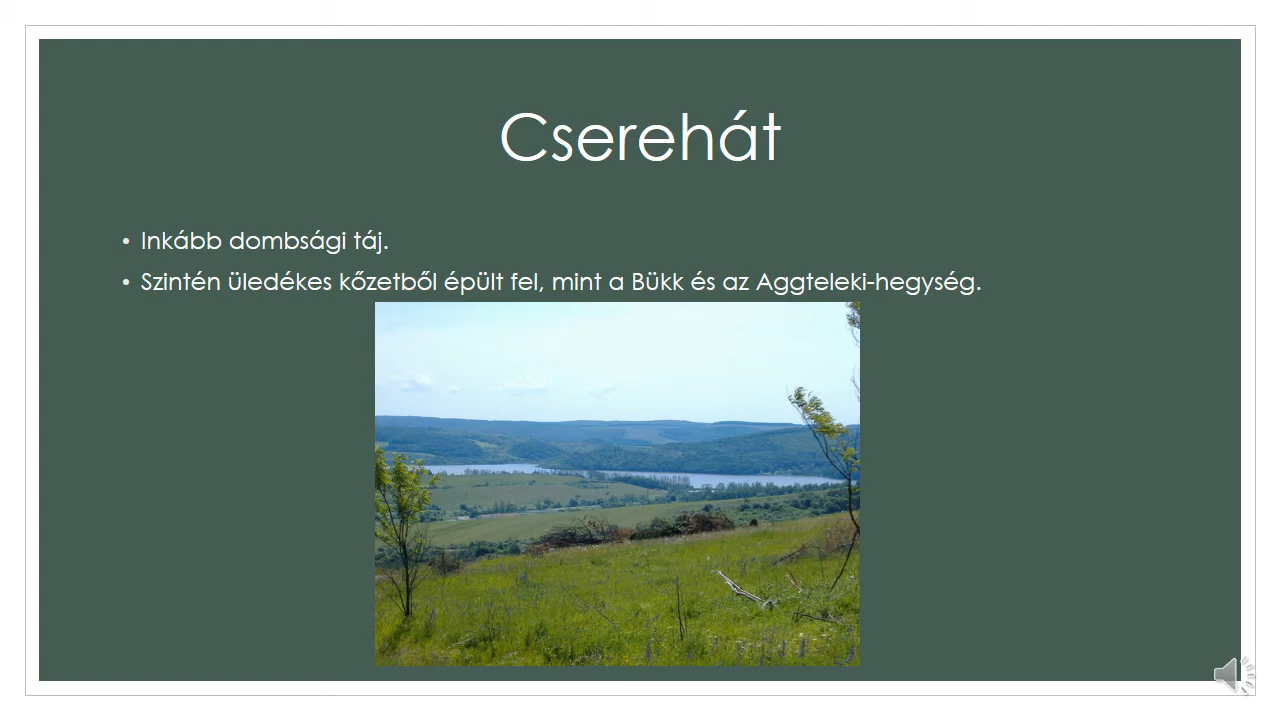 Cserehát
• Inkább dombsági táj.
• Szintén üledékes kőzetből épült fel, mint a Bükk és az Aggteleki-hegység.